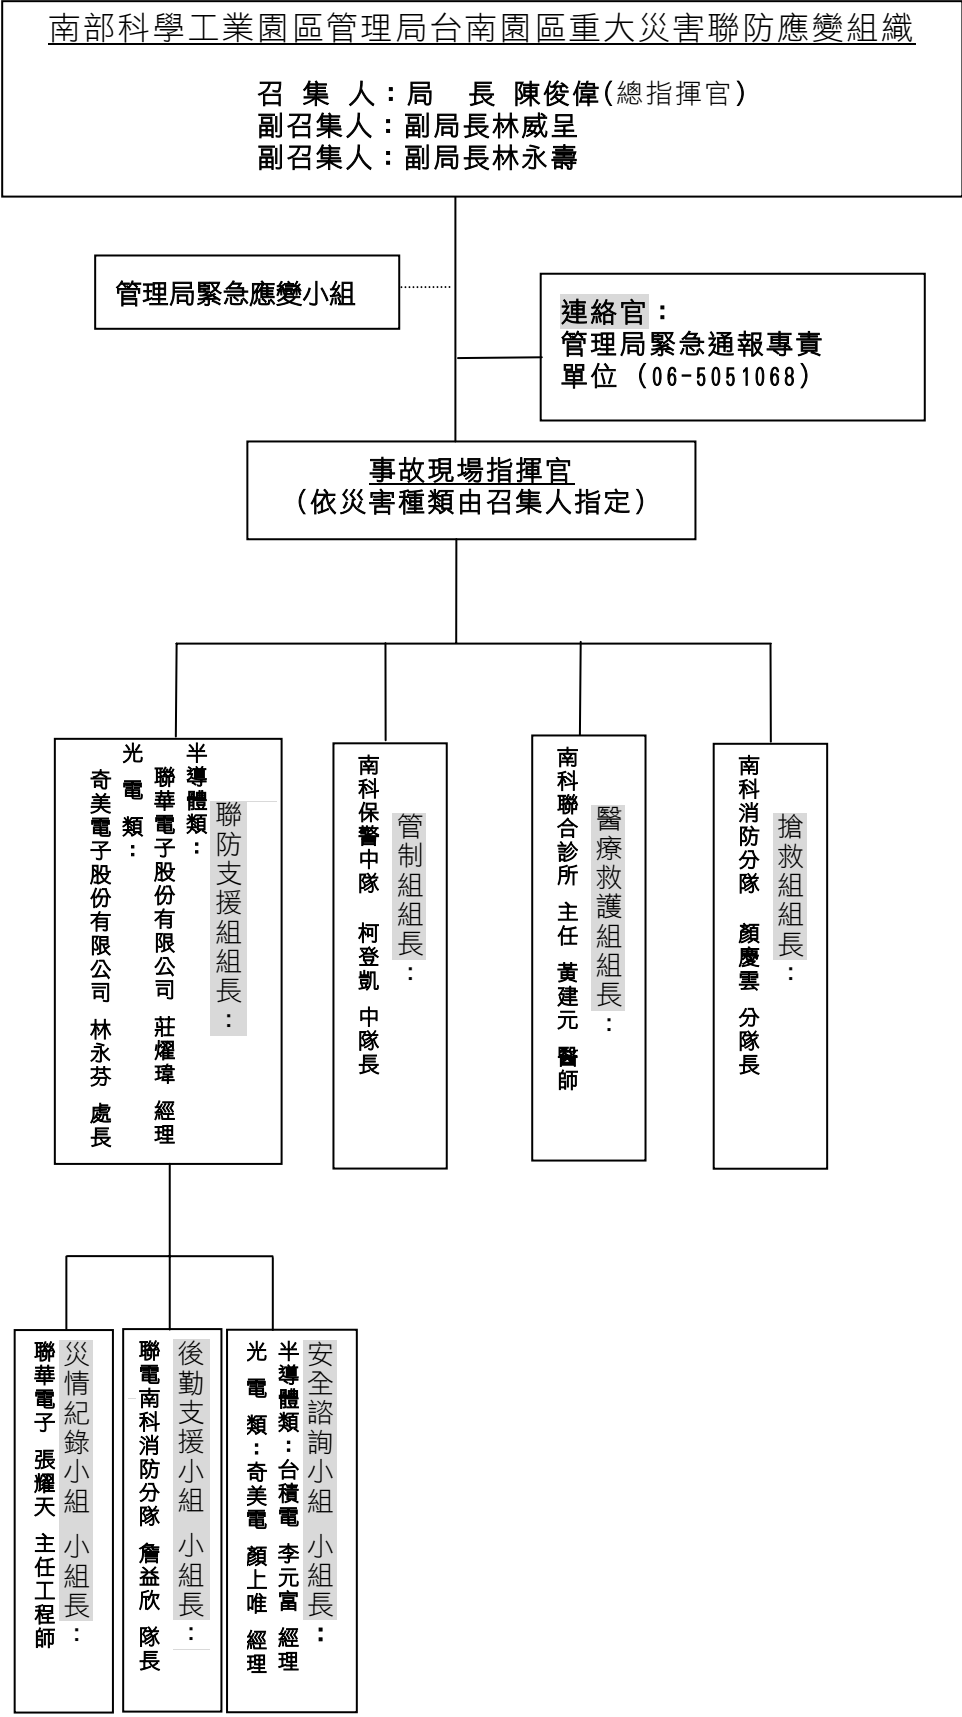 南部科學工業園區管理局台南園區重大災害聯防應變組織
召 集 人：局 長 陳俊偉(總指揮官)
副召集人：副局長林威呈
副召集人：副局長林永壽
管理局緊急應變小組
連絡官：
管理局緊急通報專責
單位（06-5051068）
事故現場指揮官
（依災害種類由召集人指定）
聯防支援組組長：
半導體類：
聯華電子股份有限公司 莊燿瑋 經理
光 電 類：
奇美電子股份有限公司 林永芬 處長
管制組組長：
南科保警中隊 柯登凱 中隊長
醫療救護組組長：
南科聯合診所 主任 黃建元 醫師
搶救組組長：
南科消防分隊 顏慶雲 分隊長
災情紀錄小組 小組長：
聯華電子 張耀天 主任工程師
後勤支援小組 小組長：
聯電南科消防分隊 詹益欣 隊長
安全諮詢小組 小組長：
半導體類：台積電 李元富 經理
光 電 類：奇美電 顏上唯 經理